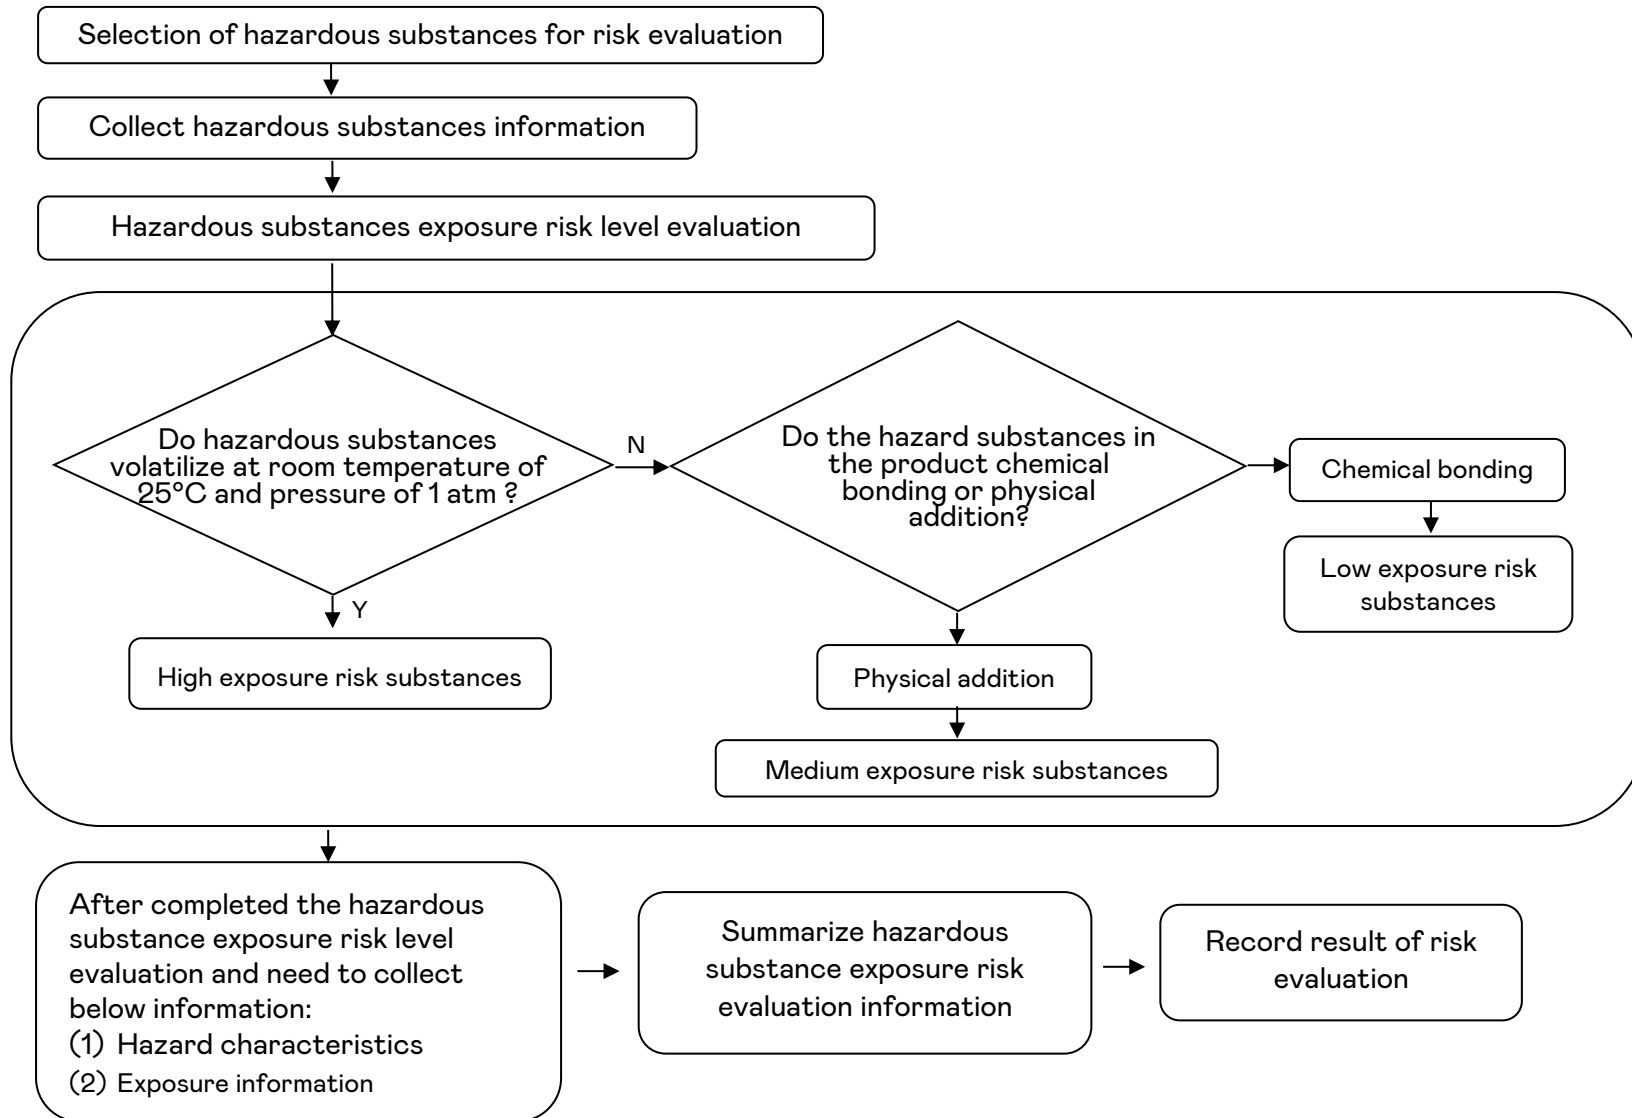 Selection of hazardous substances for risk evaluation
Collect hazardous substances information
Hazardous substances exposure risk level evaluation
Do hazardous substances
volatilize at room temperature of
25°C and pressure of 1 atm ?
N
Do the hazard substances in
the product chemical
bonding or physical
addition?
Chemical bonding
Low exposure risk
substances
Y
High exposure risk substances
Physical addition
Medium exposure risk substances
After completed the hazardous
substance exposure risk level
evaluation and need to collect
below information:
(1) Hazard characteristics
(2) Exposure information
Summarize hazardous
substance exposure risk
evaluation information
Record result of risk
evaluation